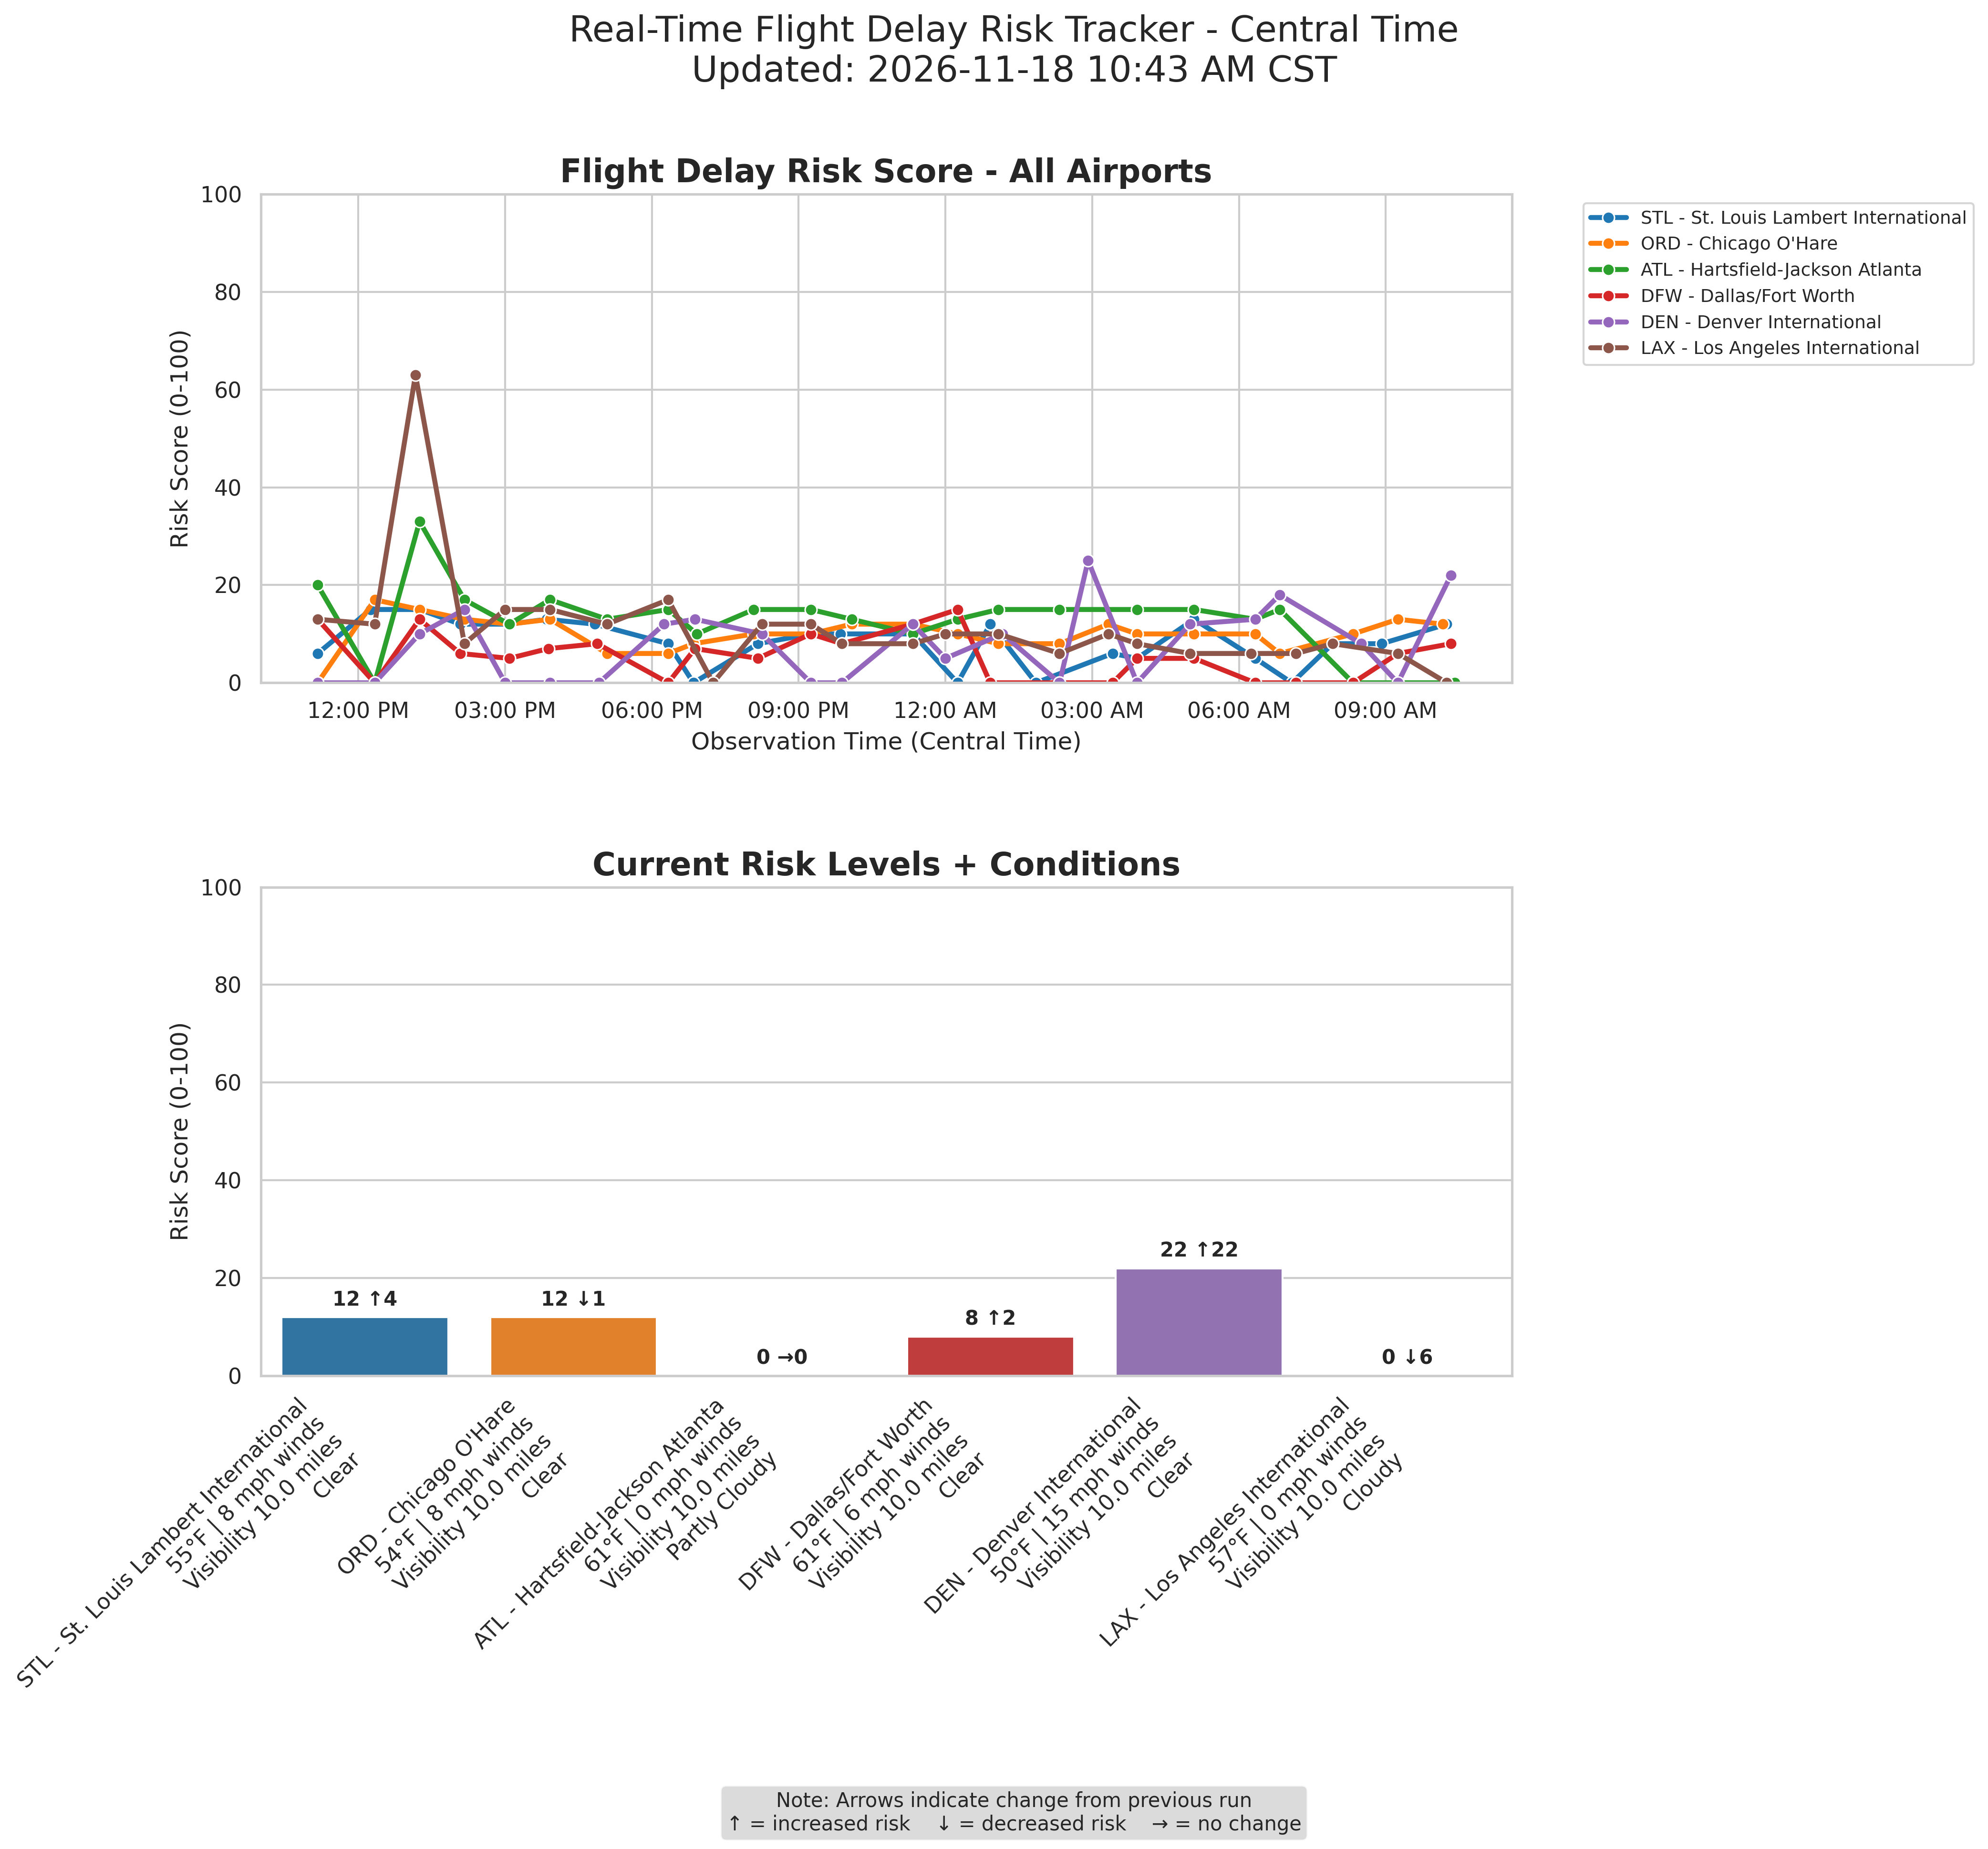 Real-Time Flight Delay Risk Tracker - Central Time
Updated: 2026-11-18 10:43 AM CST
Flight Delay Risk Score - All Airports
100
80
60
40
20
0
Risk Score (0-100)
12:00 PM
03:00 PM
06:00 PM
09:00 PM
12:00 AM
03:00 AM
06:00 AM
09:00 AM
Observation Time (Central Time)
STL - St. Louis Lambert International
ORD - Chicago O'Hare
ATL - Hartsfield-Jackson Atlanta
DFW - Dallas/Fort Worth
DEN - Denver International
LAX - Los Angeles International
Current Risk Levels + Conditions
100
80
60
40
20
0
Risk Score (0-100)
12 ↑4
12 ↓1
0 →0
8 ↑2
22 ↑22
0 ↓6
STL - St. Louis Lambert International
55°F | 8 mph winds
Visibility 10.0 miles
Clear
ORD - Chicago O'Hare
54°F | 8 mph winds
Visibility 10.0 miles
Clear
ATL - Hartsfield-Jackson Atlanta
61°F | 0 mph winds
Visibility 10.0 miles
Partly Cloudy
DFW - Dallas/Fort Worth
61°F | 6 mph winds
Visibility 10.0 miles
Clear
DEN - Denver International
50°F | 15 mph winds
Visibility 10.0 miles
Clear
LAX - Los Angeles International
57°F | 0 mph winds
Visibility 10.0 miles
Cloudy
Note: Arrows indicate change from previous run
↑ = increased risk ↓ = decreased risk → = no change